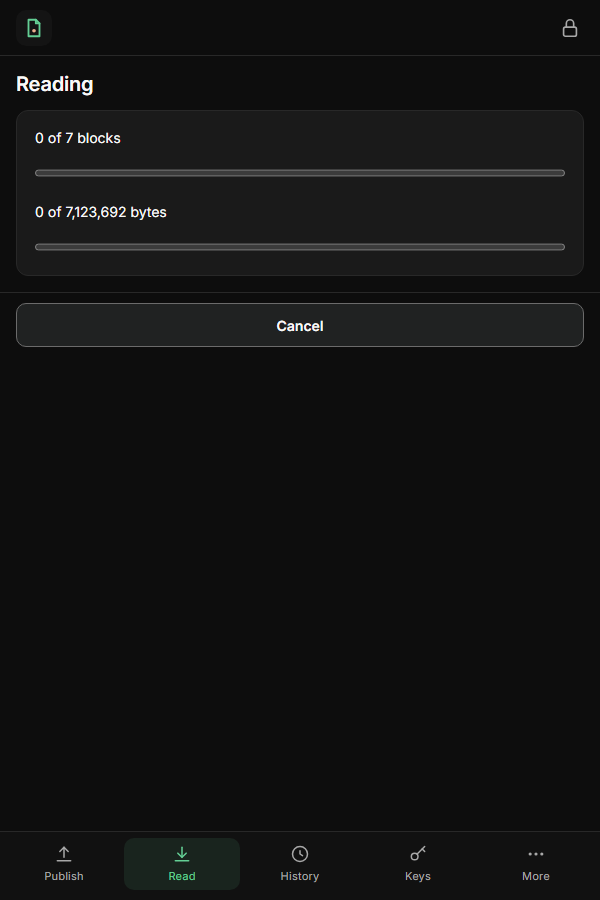 Reading
0 of 7 blocks
0 of 7,123,692 bytes
Cancel
Publish
Read
History
Keys
More